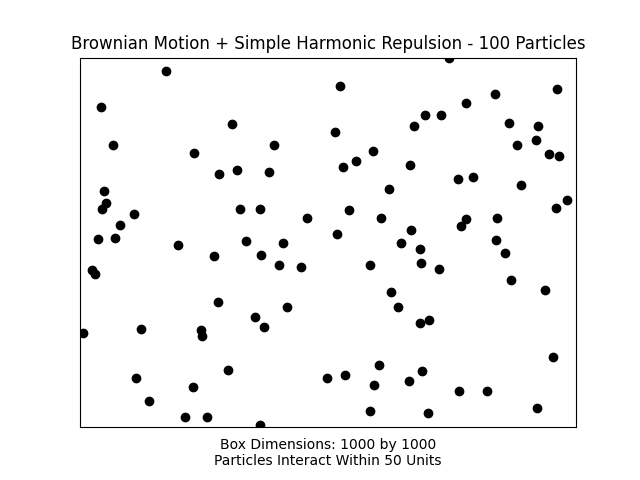 Brownian Motion + Simple Harmonic Repulsion - 100 Particles
Box Dimensions: 1000 by 1000
Particles Interact Within 50 Units